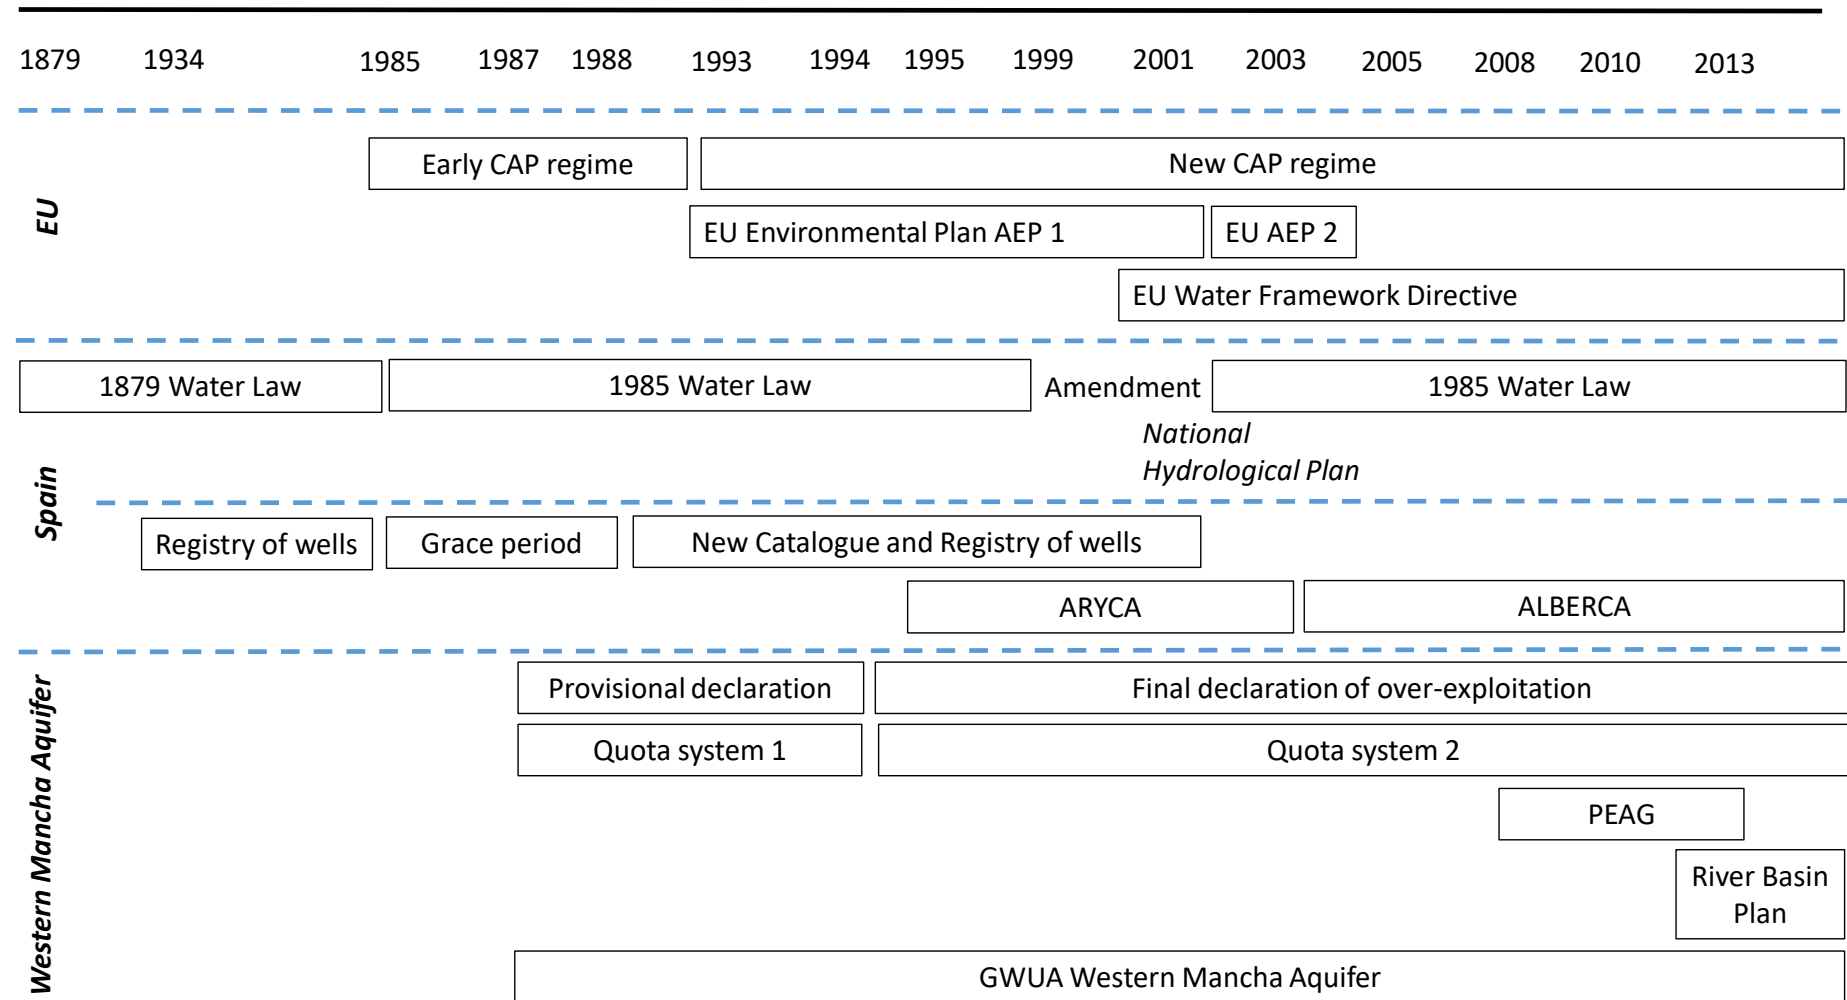 1879 1934 1985 1987 1988 1993 1994 1995 1999 2001 2003 2005 2008 2010 2013
EU
Early CAP regime
New CAP regime
EU Environmental Plan AEP 1
EU AEP 2
EU Water Framework Directive
Spain
1879 Water Law
1985 Water Law
Amendment
1985 Water Law
National
Hydrological Plan
Registry of wells
Grace period
New Catalogue and Registry of wells
ARYCA
ALBERCA
Western Mancha Aquifer
Provisional declaration
Final declaration of over-exploitation
Quota system 1
Quota system 2
PEAG
River Basin
Plan
GWUA Western Mancha Aquifer